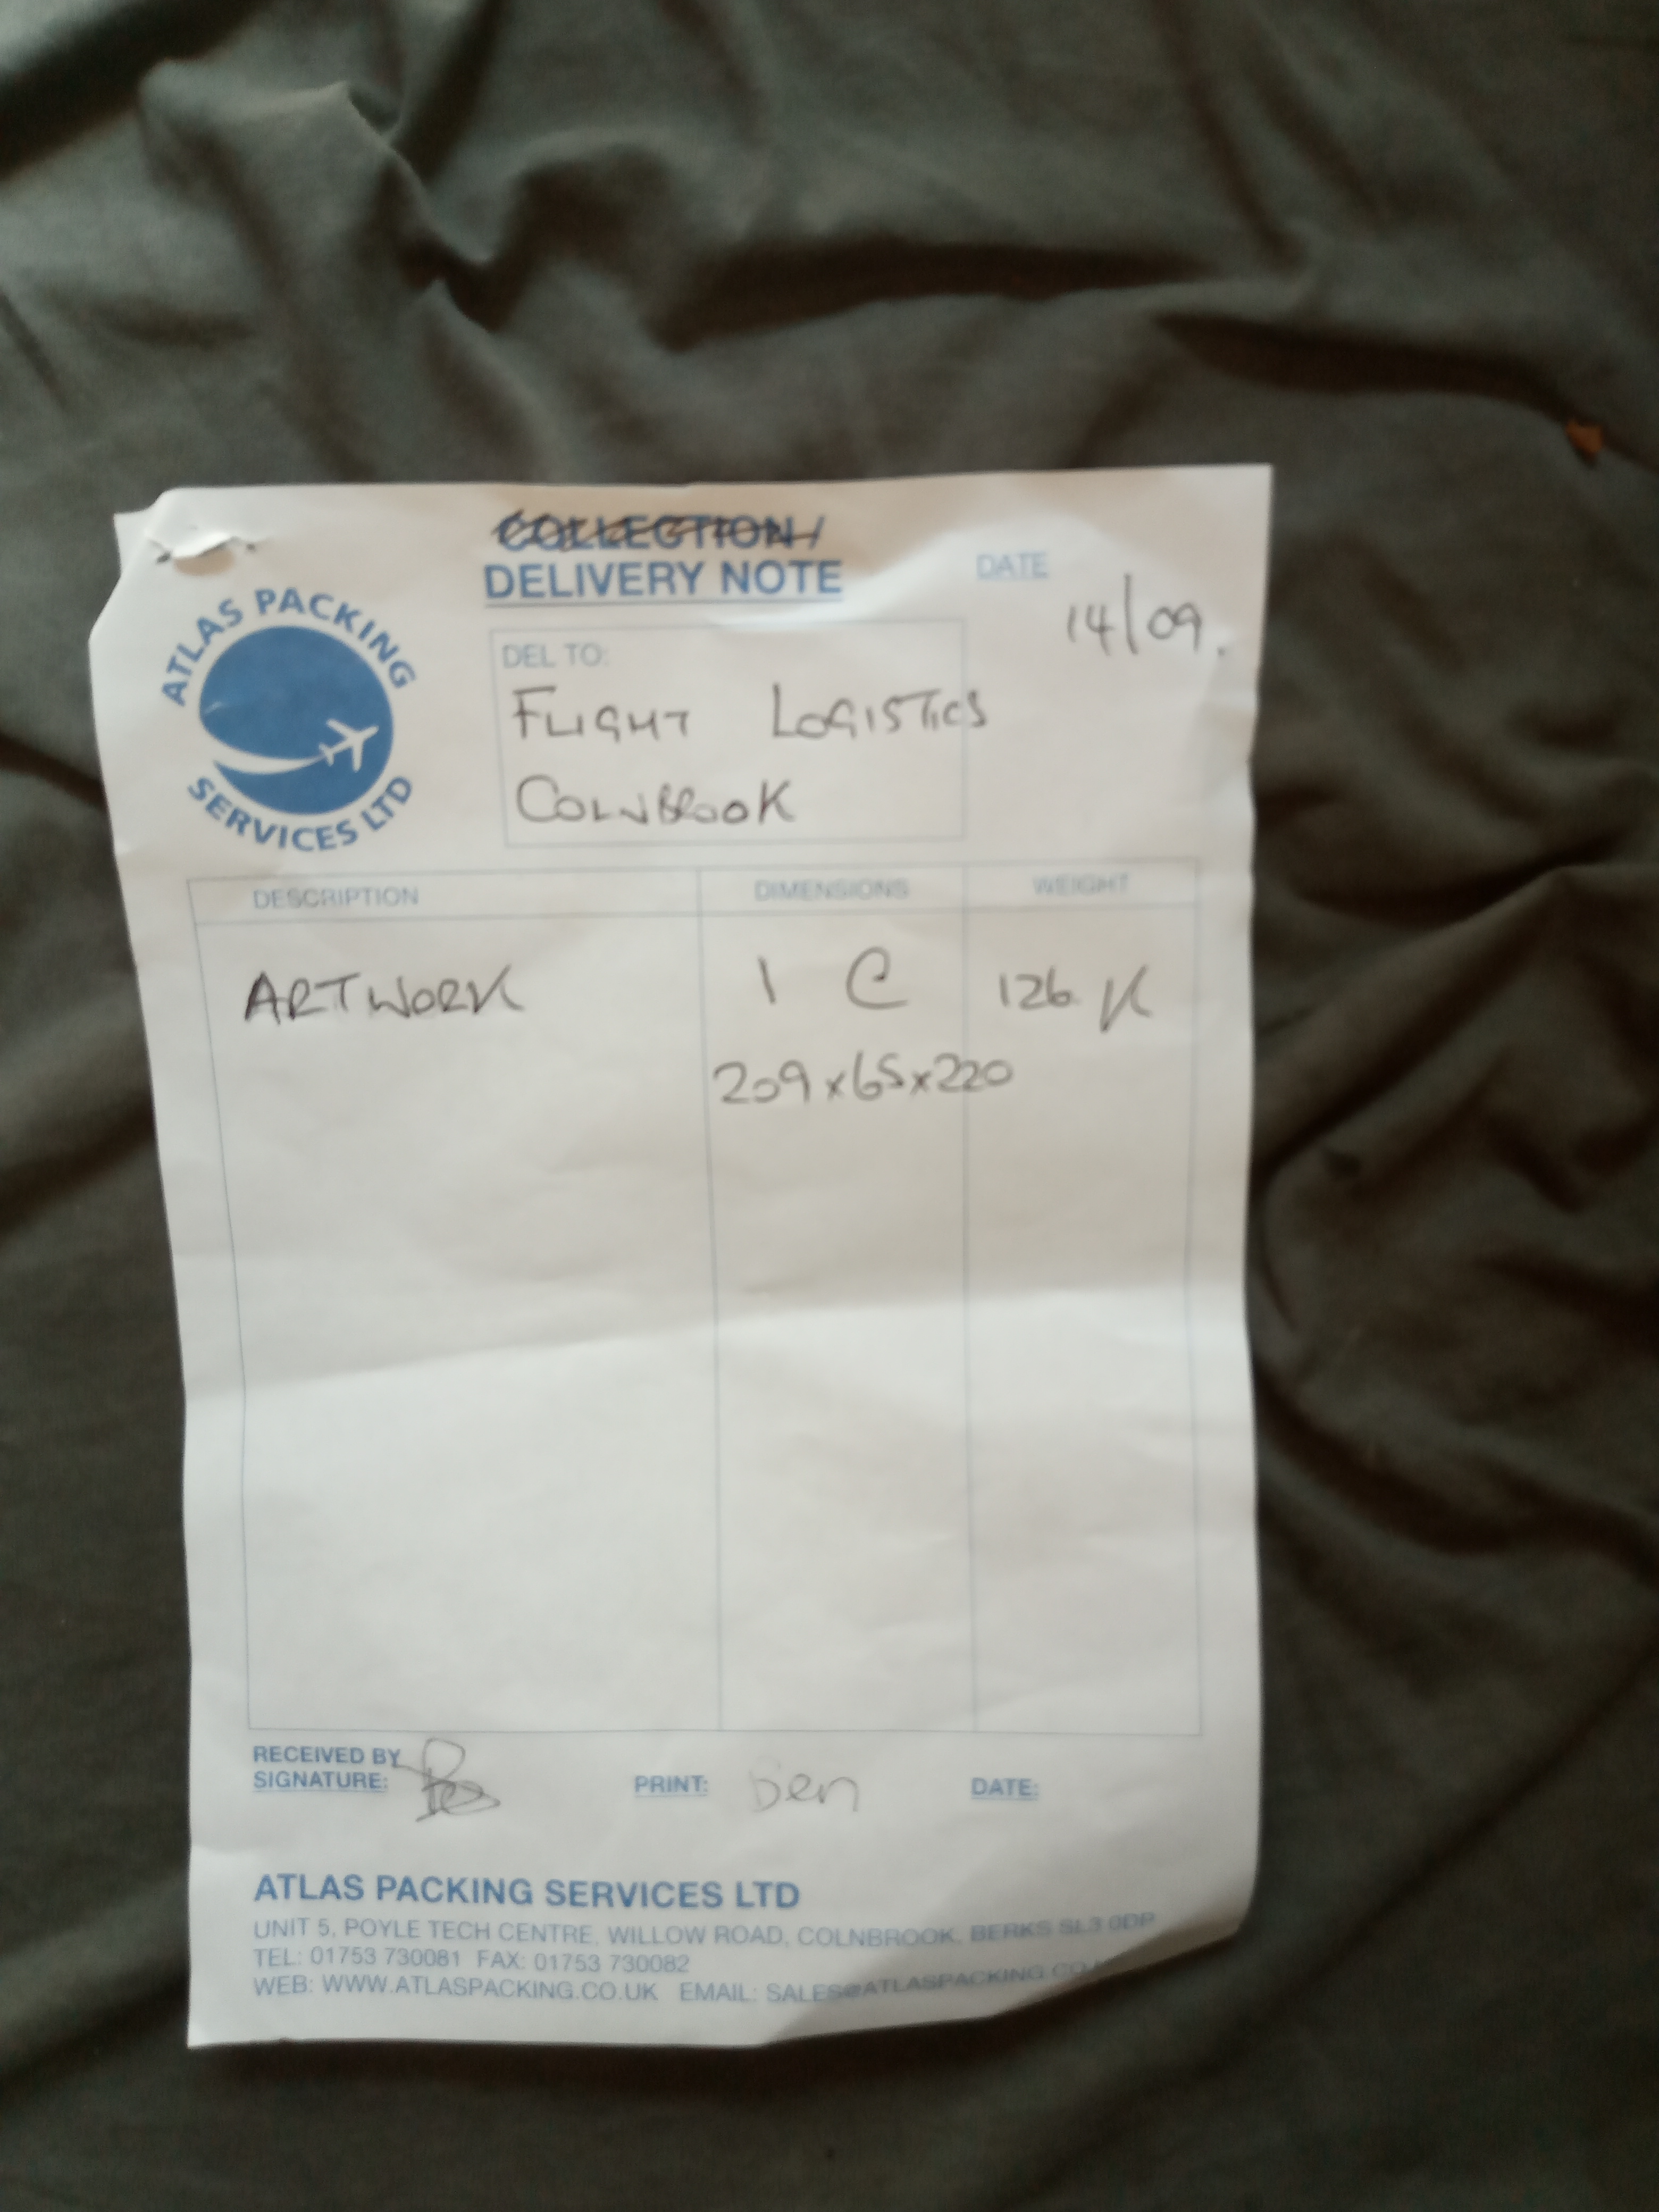 COLLECTION/
DELIVERY NOTE
DATE
14/09.
ATLAS PACKING
SERVICES LTD
DEL TO:
FLIGHT LOGISTICS
COLNBROOK
DESCRIPTION DIMENSIONS WEIGHT
ARTWORK 1 C 126 K
209x65x220
RECEIVED BY
SIGNATURE: PRINT: Ben DATE:
ATLAS PACKING SERVICES LTD
UNIT 5, POYLE TECH CENTRE, WILLOW ROAD, COLNBROOK, BERKS SL3 0DP
TEL: 01753 730081 FAX: 01753 730082
WEB: WWW.ATLASPACKING.CO.UK EMAIL: SALES@ATLASPACKING.CO